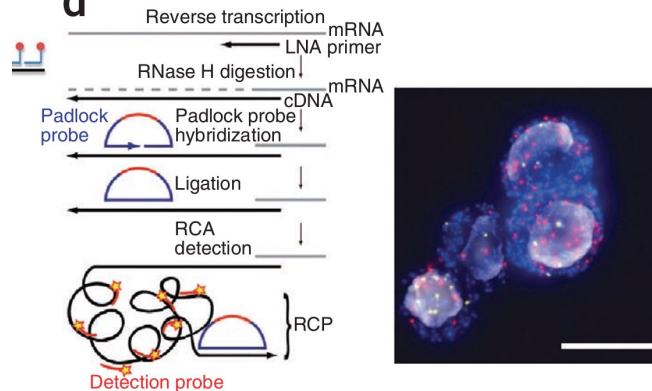 d
Reverse transcription
mRNA
LNA primer
RNase H digestion
mRNA
cDNA
Padlock probe
Padlock probe hybridization
Ligation
RCA detection
RCP
Detection probe